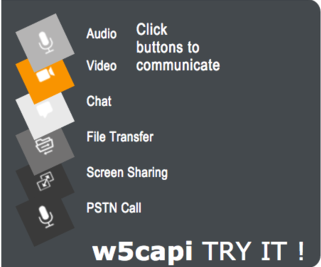 Audio
Click
buttons to
Video
communicate
Chat
File Transfer
Screen Sharing
PSTN Call
w5capi TRY IT !